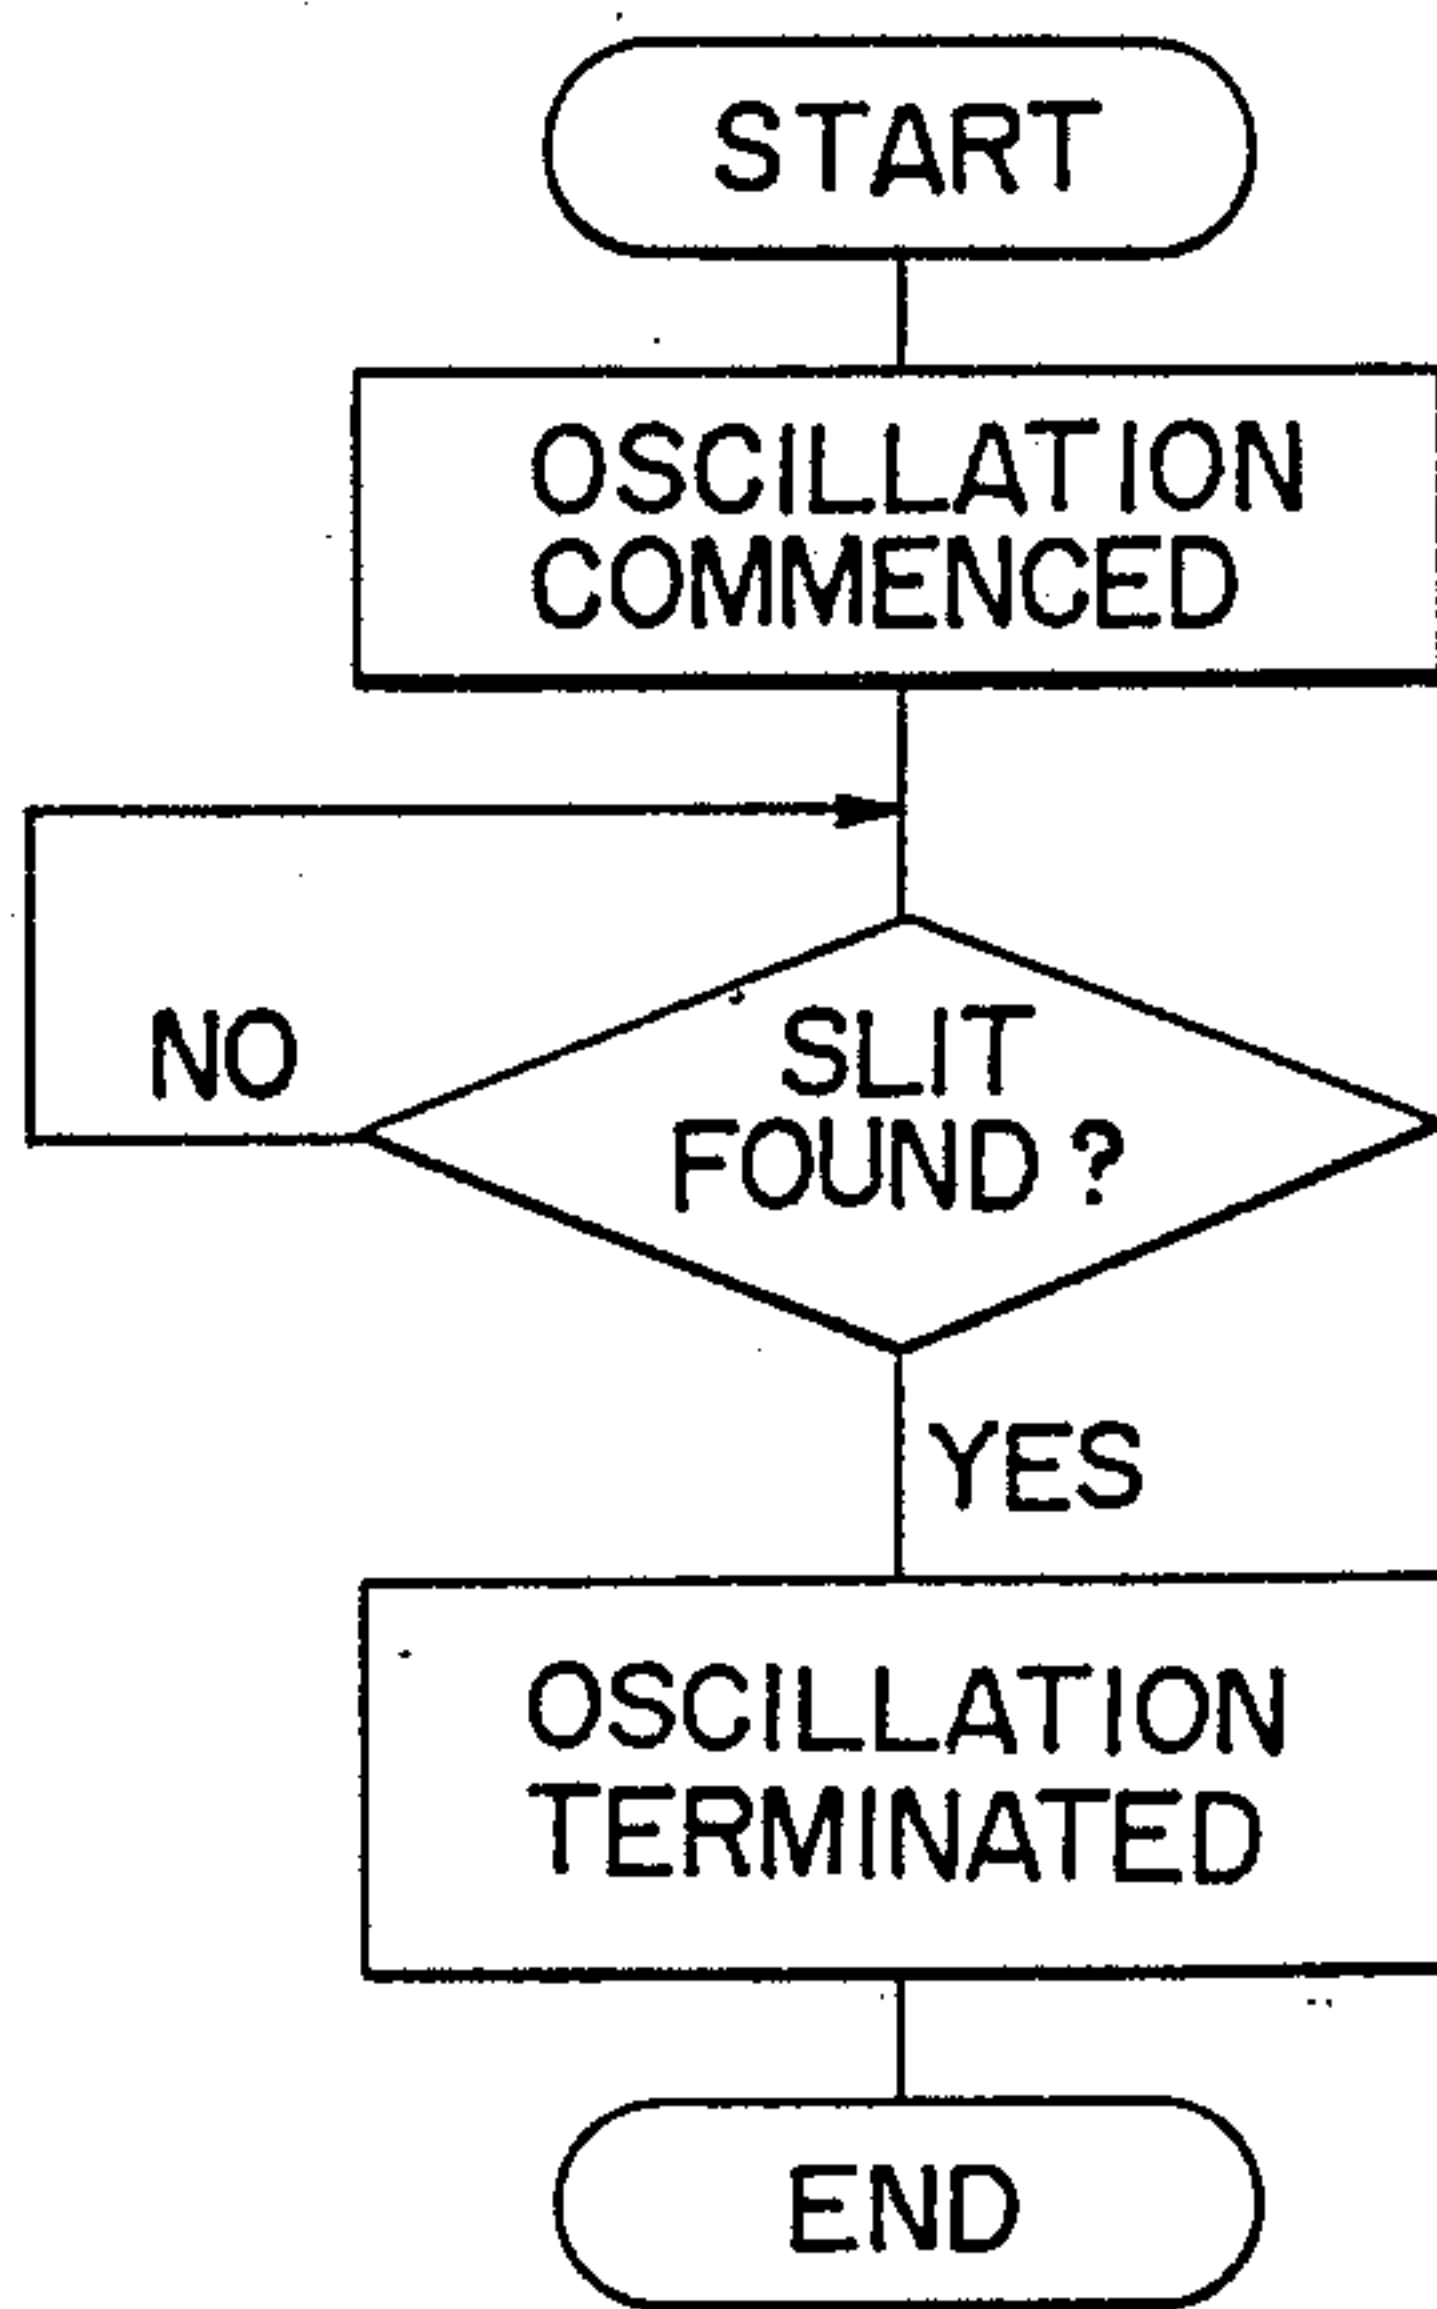 START
OSCILLATION
COMMENCED
NO
SLIT
FOUND ?
YES
OSCILLATION
TERMINATED
END